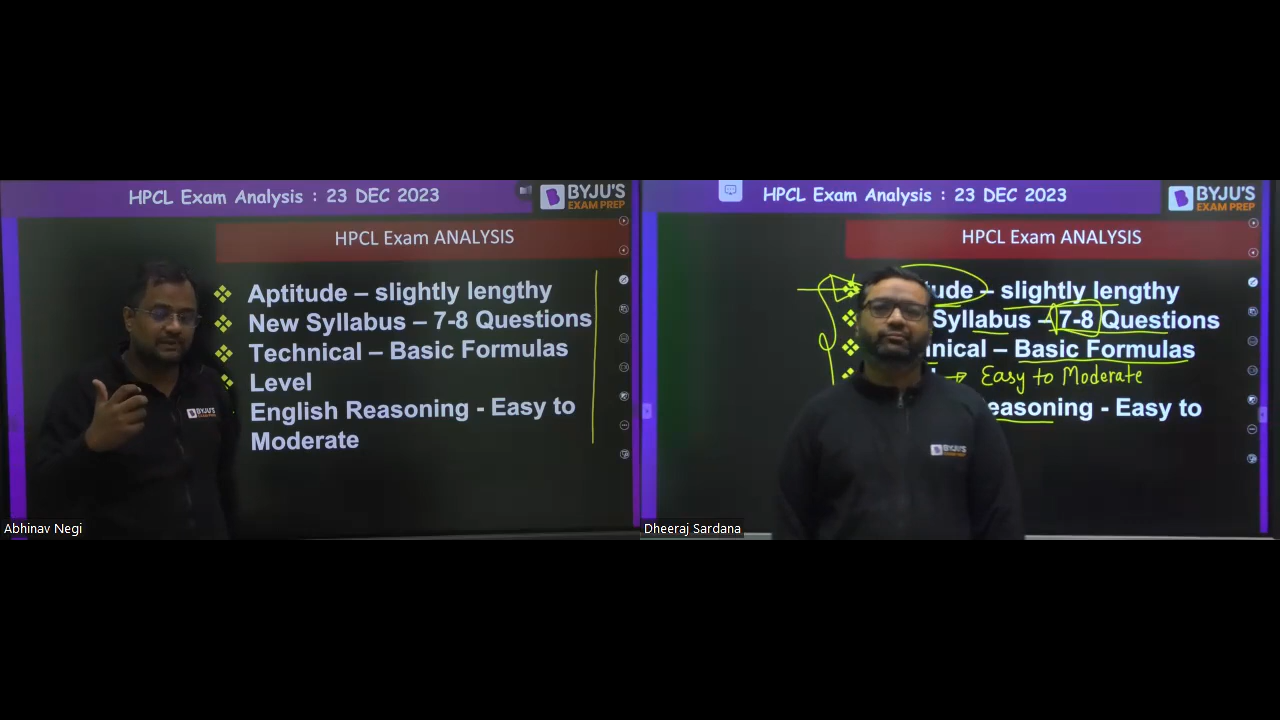 HPCL Exam Analysis : 23 DEC 2023
BYJU'S
EXAM PREP
HPCL Exam ANALYSIS
Aptitude – slightly lengthy
New Syllabus – 7-8 Questions
Technical – Basic Formulas
Level
English Reasoning - Easy to
Moderate
BYJU'S
Abhinav Negi
HPCL Exam Analysis : 23 DEC 2023
BYJU'S
EXAM PREP
HPCL Exam ANALYSIS
tude – slightly lengthy
Syllabus – 7-8 Questions
nical – Basic Formulas
Easy to Moderate
easoning - Easy to
BYJU'S
Dheeraj Sardana